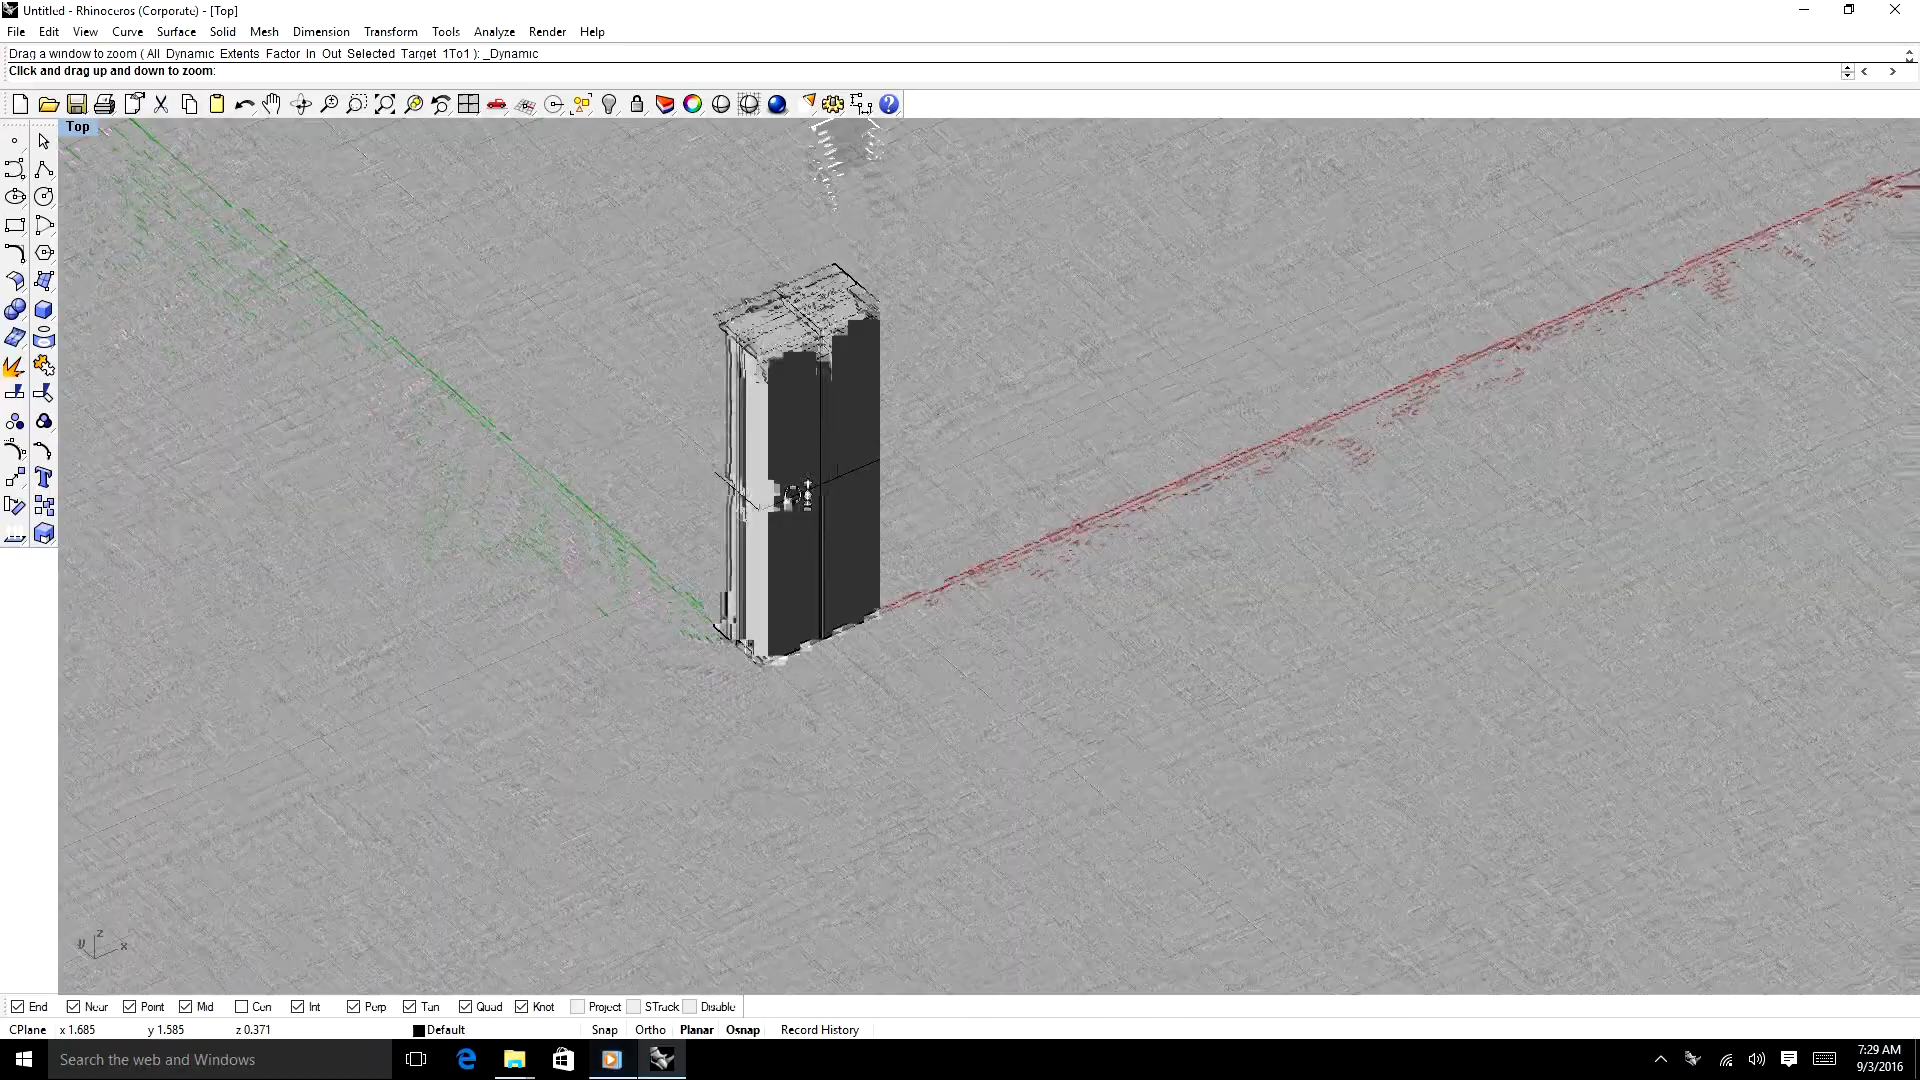 Untitled - Rhinoceros (Corporate) - [Top]
File Edit View Curve Surface Solid Mesh Dimension Transform Tools Analyze Render Help
Drag a window to zoom ( All Dynamic Extents Factor In Out Selected Target 1To1 ): _Dynamic
Click and drag up and down to zoom:
Top
z
y x
End Near Point Mid Cen Int Perp Tan Quad Knot Project STrack Disable
CPlane x 1.685 y 1.585 z 0.371 Default Snap Ortho Planar Osnap Record History
Search the web and Windows
7:29 AM
9/3/2016